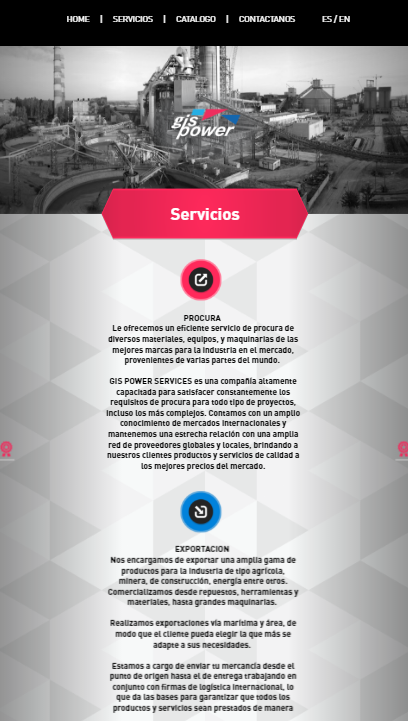 HOME | SERVICIOS | CATALOGO | CONTACTANOS ES / EN
gis
power
Servicios
PROCURA
Le ofrecemos un eficiente servicio de procura de
diversos materiales, equipos, y maquinarias de las
mejores marcas para la industria en el mercado,
provenientes de varias partes del mundo.
GIS POWER SERVICES es una compañía altamente
capacitada para satisfacer constantemente los
requisitos de procura para todo tipo de proyectos,
incluso los más complejos. Contamos con un amplio
conocimiento de mercados internacionales y
mantenemos una estrecha relación con una amplia
red de proveedores globales y locales, brindando a
nuestros clientes productos y servicios de calidad a
los mejores precios del mercado.
EXPORTACION
Nos encargamos de exportar una amplia gama de
productos para la industria de tipo agrícola,
minera, de construcción, energía entre otros.
Comercializamos desde repuestos, herramientas y
materiales, hasta grandes maquinarias.
Realizamos exportaciones vía marítima y área, de
modo que el cliente pueda elegir la que más se
adapte a sus necesidades.
Estamos a cargo de enviar tu mercancía desde el
punto de origen hasta el de entrega trabajando en
conjunto con firmas de logística internacional, lo
que da las bases para garantizar que todos los
productos y servicios sean prestados de manera